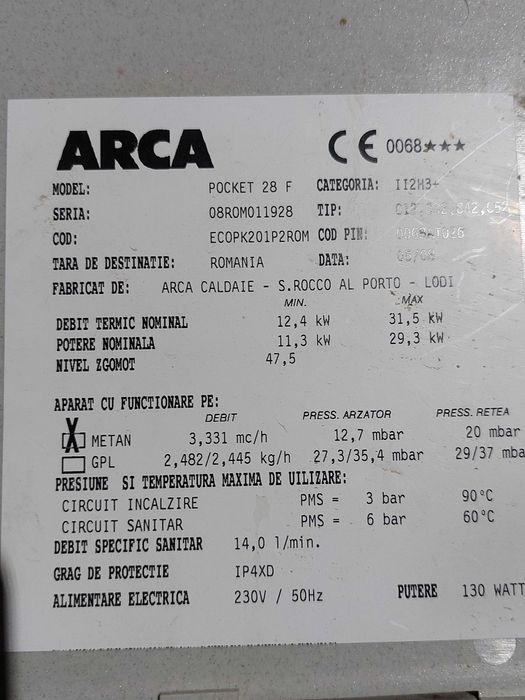 ARCA CE 0068★★★
MODEL: POCKET 28 F CATEGORIA: II2H3+
SERIA: 08ROM011928 TIP:
COD: ECOPK201P2ROM COD PIN:
TARA DE DESTINATIE: ROMANIA DATA:
FABRICAT DE: ARCA CALDAIE - S.ROCCO AL PORTO - LODI
MIN. MAX
DEBIT TERMIC NOMINAL 12,4 kW 31,5 kW
POTERE NOMINALA 11,3 kW 29,3 kW
NIVEL ZGOMOT 47,5
APARAT CU FUNCTIONARE PE:
DEBIT PRESS. ARZATOR PRESS. RETEA
X METAN 3,331 mc/h 12,7 mbar 20 mbar
GPL 2,482/2,445 kg/h 27,3/35,4 mbar 29/37 mba
PRESIUNE SI TEMPERATURA MAXIMA DE UTILIZARE:
CIRCUIT INCALZIRE PMS = 3 bar 90°C
CIRCUIT SANITAR PMS = 6 bar 60°C
DEBIT SPECIFIC SANITAR 14,0 l/min.
GRAG DE PROTECTIE IP4XD
ALIMENTARE ELECTRICA 230V / 50Hz PUTERE 130 WATT